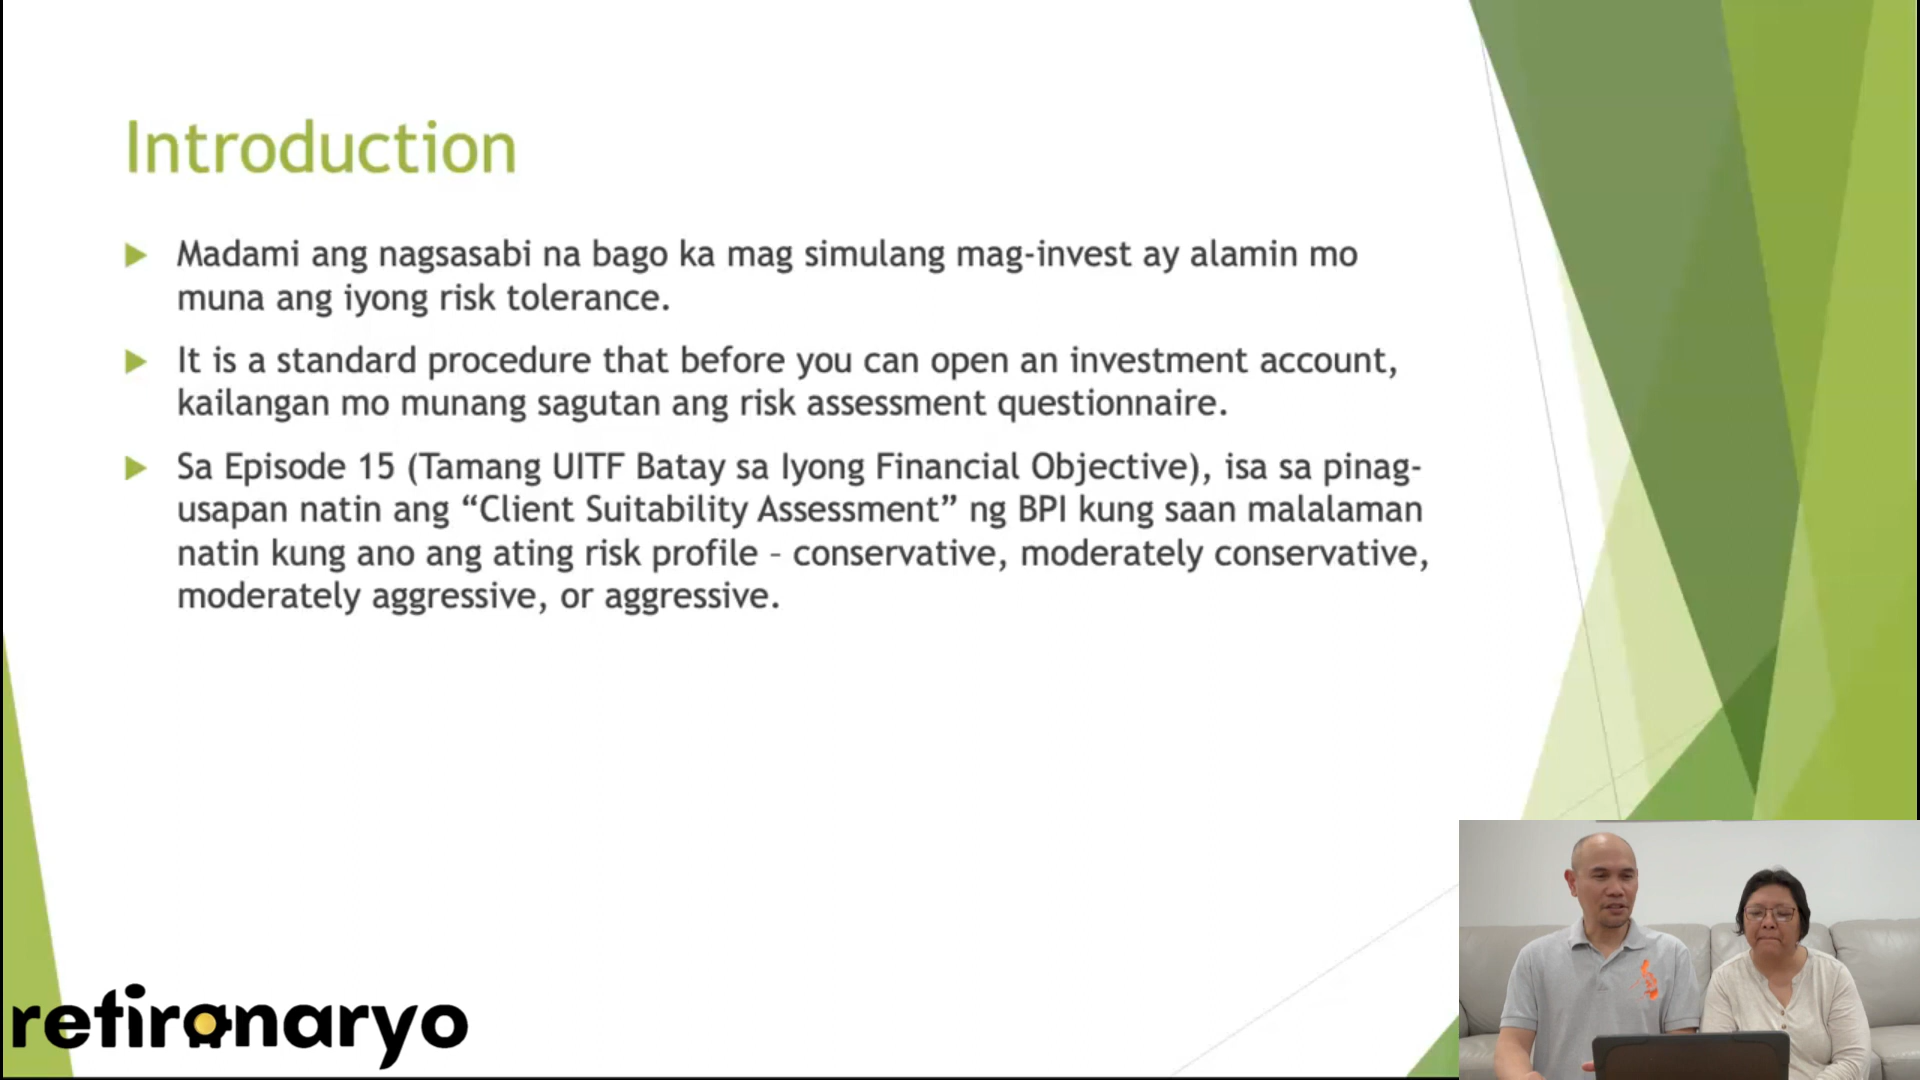 Introduction
Madami ang nagsasabi na bago ka mag simulang mag-invest ay alamin mo
muna ang iyong risk tolerance.
It is a standard procedure that before you can open an investment account,
kailangan mo munang sagutan ang risk assessment questionnaire.
Sa Episode 15 (Tamang UITF Batay sa Iyong Financial Objective), isa sa pinag-
usapan natin ang “Client Suitability Assessment” ng BPI kung saan malalaman
natin kung ano ang ating risk profile – conservative, moderately conservative,
moderately aggressive, or aggressive.
retironaryo